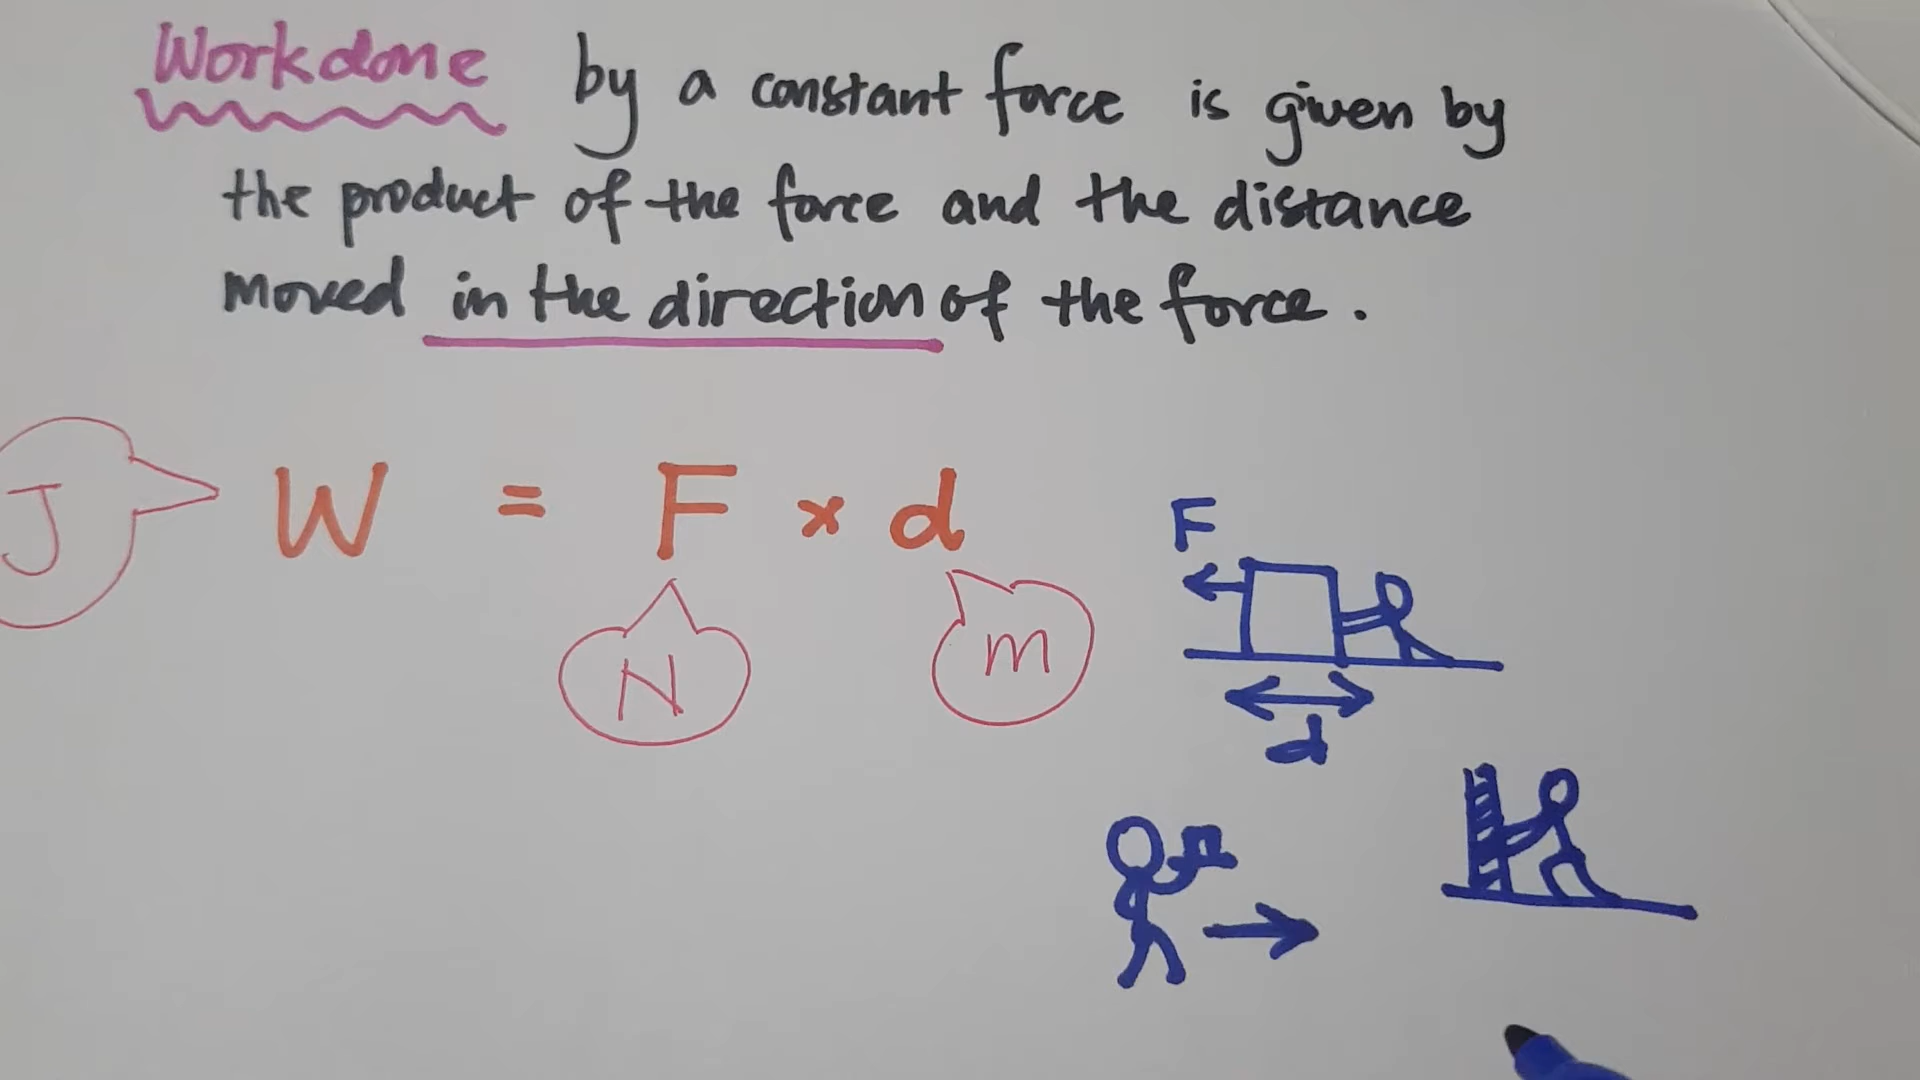 Workdone by a constant force is given by
the product of the force and the distance
moved in the direction of the force.
J W = F × d
N
m
F
d